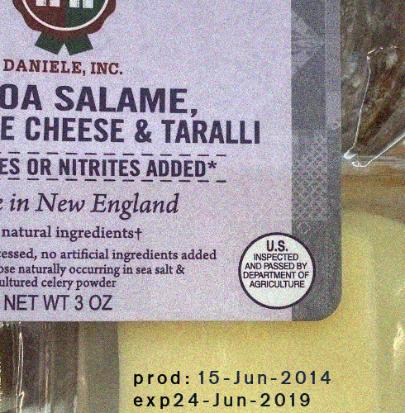 DANIELE, INC.
OA SALAME,
E CHEESE & TARALLI
ES OR NITRITES ADDED*
in New England
natural ingredients†
essed, no artificial ingredients added
ose naturally occurring in sea salt &
ultured celery powder
NET WT 3 OZ
U.S.
INSPECTED
AND PASSED BY
DEPARTMENT OF
AGRICULTURE
prod: 15-Jun-2014
exp24-Jun-2019